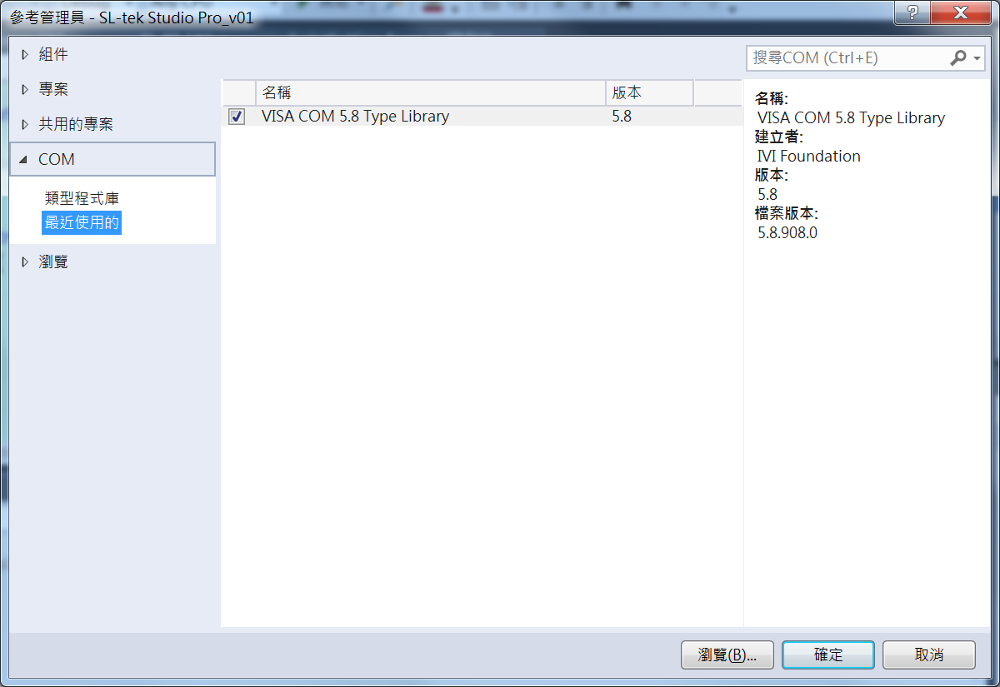 參考管理員 - SL-tek Studio Pro_v01
?
組件
專案
共用的專案
COM
類型程式庫
最近使用的
瀏覽
名稱 版本
VISA COM 5.8 Type Library 5.8
搜尋COM (Ctrl+E)
名稱:
VISA COM 5.8 Type Library
建立者:
IVI Foundation
版本:
5.8
檔案版本:
5.8.908.0
瀏覽(B)... 確定 取消